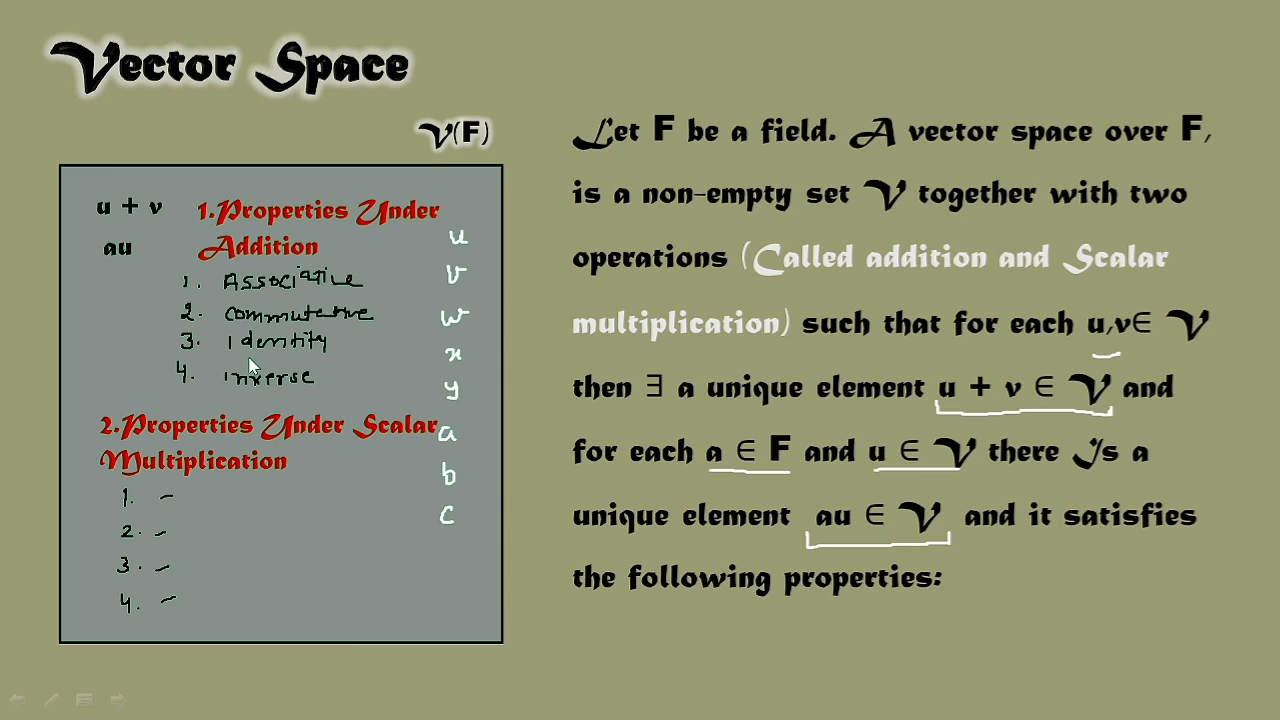 Vector Space
V(F)
u + v
au
1.Properties Under
Addition
1. Associative
2. commutative
3. Identity
4. inverse
2.Properties Under Scalar
Multiplication
1. -
2. -
3. -
4. -
u
v
w
x
y
a
b
c
Let F be a field. A vector space over F,
is a non-empty set V together with two
operations (Called addition and Scalar
multiplication) such that for each u,v∈ V
then ∃ a unique element u + v ∈ V and
for each a ∈ F and u ∈ V there Is a
unique element au ∈ V and it satisfies
the following properties: